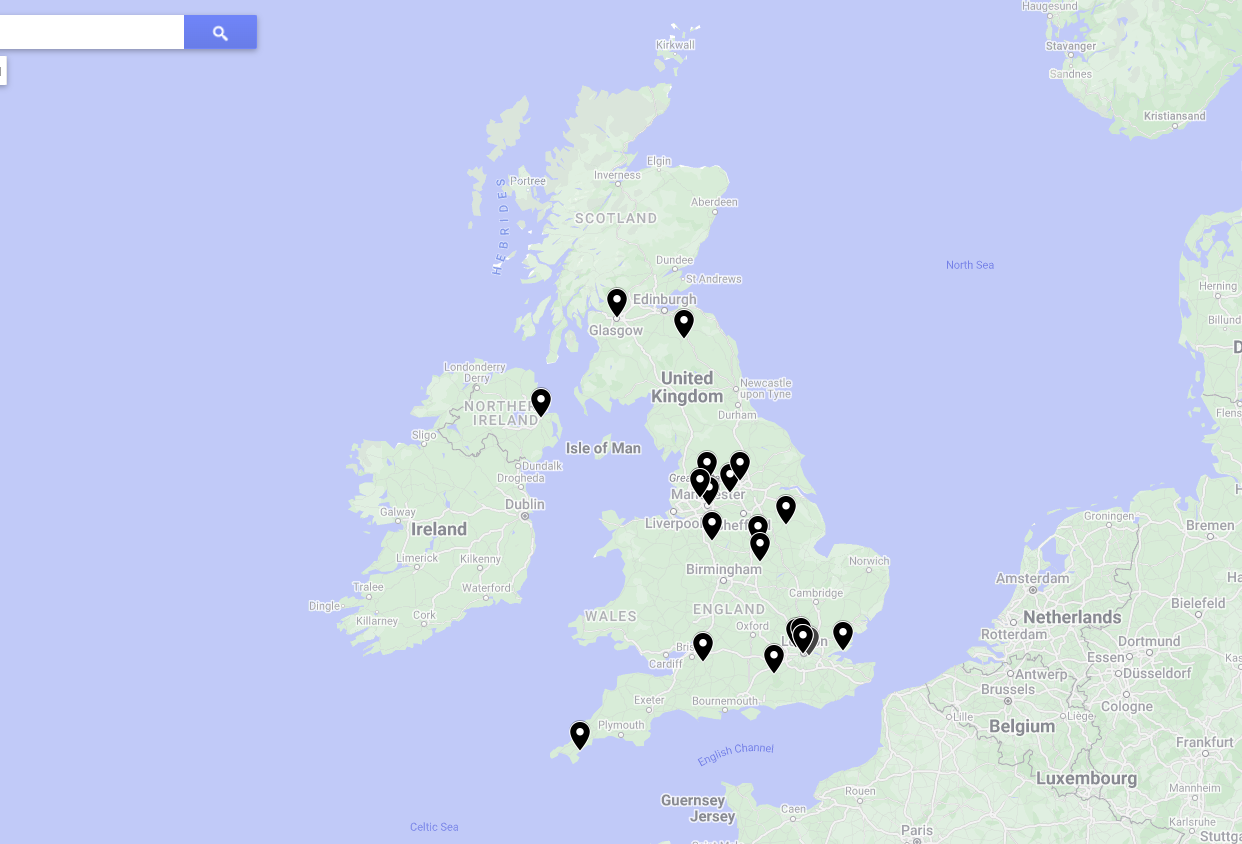 Haugesund
Kirkwall
Stavanger
Sandnes
Kristiansand
Elgin
Inverness
Portree
HEBRIDES
Aberdeen
SCOTLAND
Dundee
St Andrews
North Sea
Herning
Billund
Edinburgh
Glasgow
United
Kingdom
Newcastle
upon Tyne
Durham
Londonderry
Derry
NORTHERN
IRELAND
Sligo
Isle of Man
Dundalk
Drogheda
Dublin
Galway
Ireland
Limerick
Kilkenny
Tralee
Waterford
Dingle
Killarney
Cork
Manchester
Liverpool
Sheffield
Birmingham
Norwich
Cambridge
WALES
ENGLAND
Oxford
London
Cardiff
Exeter
Bournemouth
Plymouth
English Channel
Guernsey
Jersey
Celtic Sea
Groningen
Bremen
Amsterdam
Netherlands
Bielefeld
Rotterdam
Dortmund
Essen
Antwerp
Düsseldorf
Brussels
Cologne
Lille
Liège
Belgium
Frankfurt
Luxembourg
Mannheim
Rouen
Caen
Karlsruhe
Paris